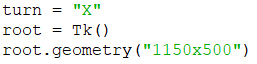 turn = "X"
root = Tk()
root.geometry("1150x500")